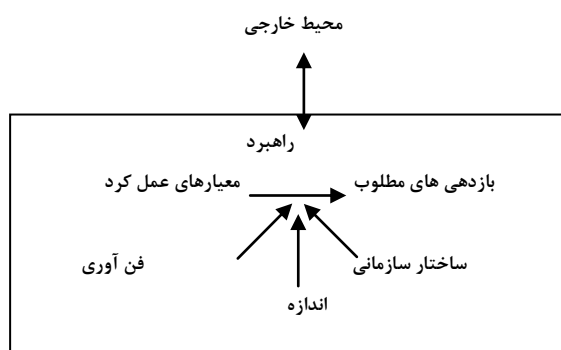 محیط خارجی
راهبرد
بازدهی های مطلوب
معیارهای عمل کرد
ساختار سازمانی
فن آوری
اندازه